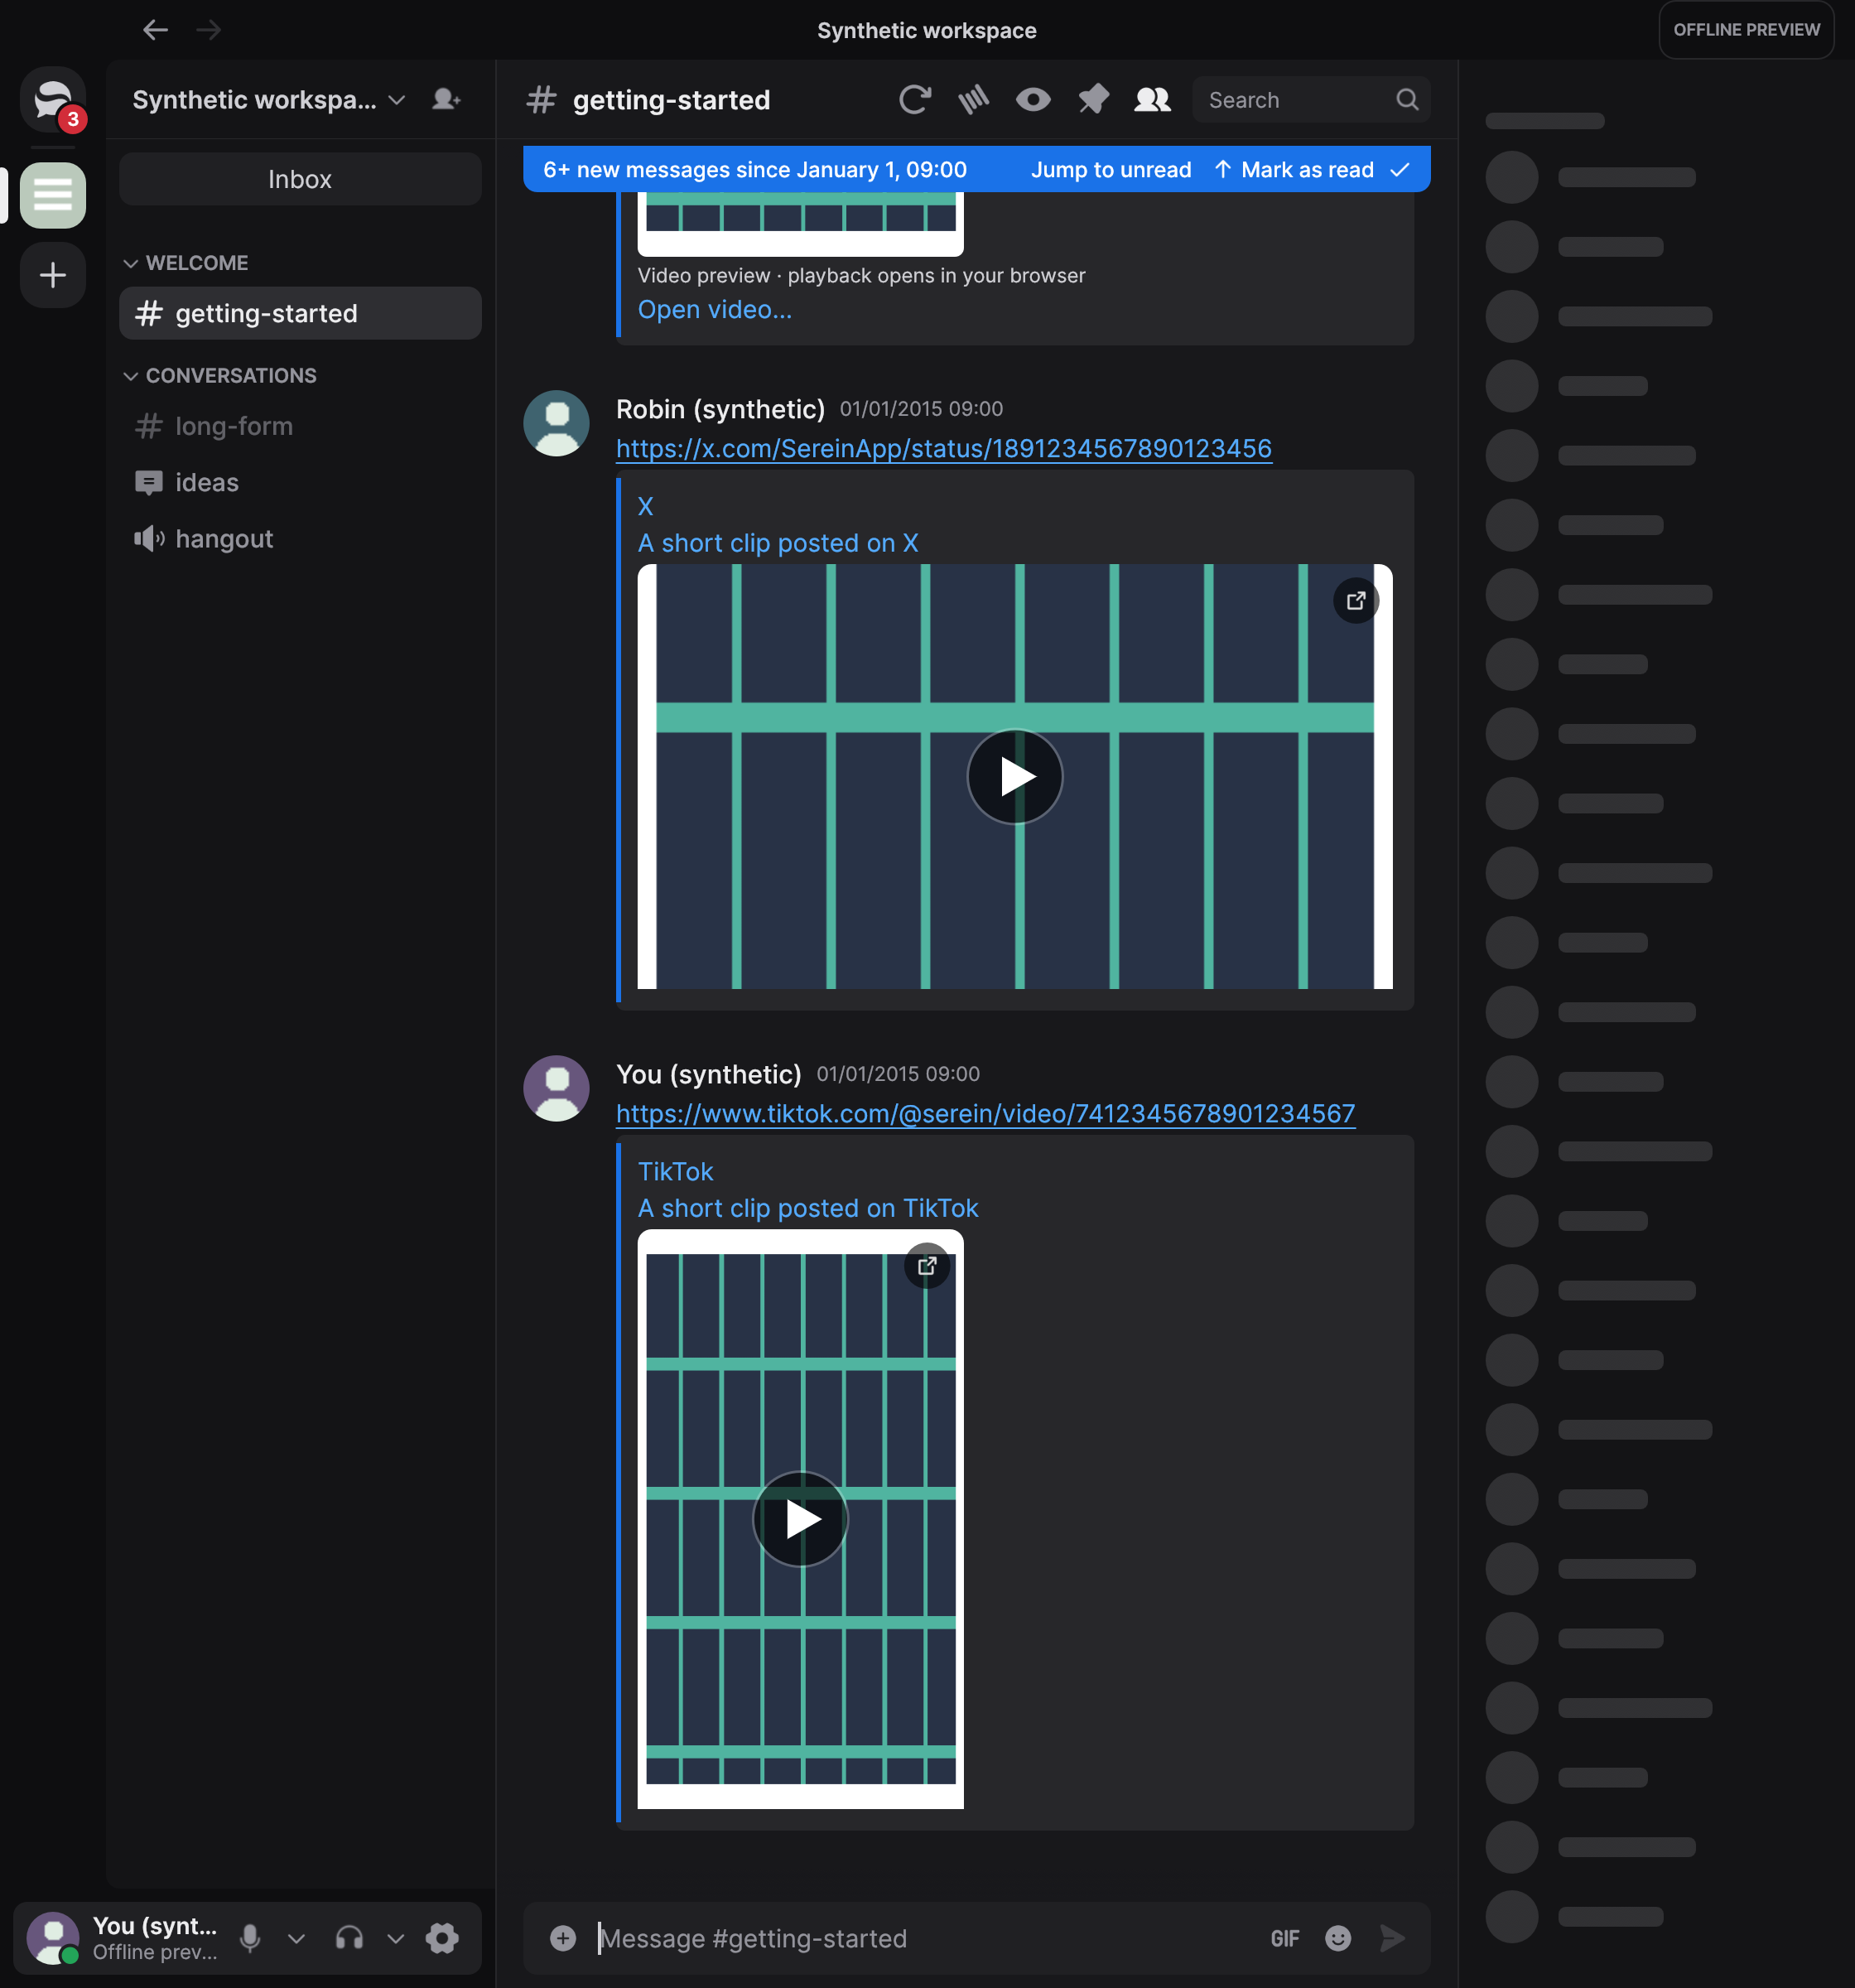 Synthetic workspace
OFFLINE PREVIEW
3
Synthetic workspa...
Inbox
WELCOME
getting-started
CONVERSATIONS
long-form
ideas
hangout
You (synt...
Offline prev...
getting-started
Search
6+ new messages since January 1, 09:00
Jump to unread
Mark as read
Video preview · playback opens in your browser
Open video...
Robin (synthetic) 01/01/2015 09:00
https://x.com/SereinApp/status/1891234567890123456
X
A short clip posted on X
You (synthetic) 01/01/2015 09:00
https://www.tiktok.com/@serein/video/7412345678901234567
TikTok
A short clip posted on TikTok
Message #getting-started
GIF